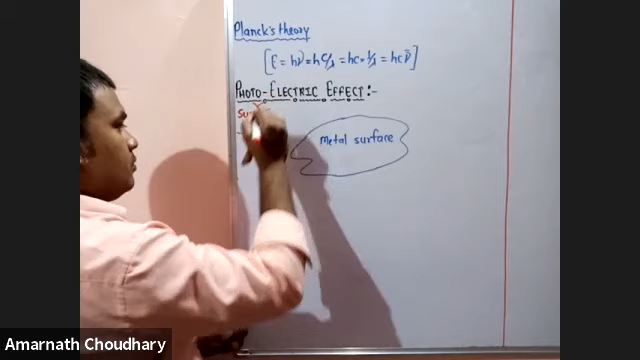 Planck's theory
[E = hν = hc/λ = hc·1/λ = hcν̄]
PHOTO-ELECTRIC EFFECT:-
Metal surface
Amarnath Choudhary